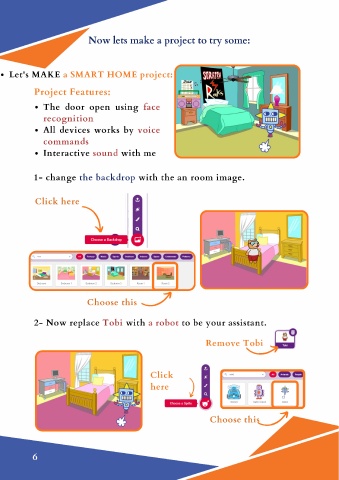 Now lets make a project to try some:
• Let's MAKE a SMART HOME project:
Project Features:
• The door open using face
recognition
• All devices works by voice
commands
• Interactive sound with me
SCRATCH
1- change the backdrop with the an room image.
Click here
Choose a Backdrop
Choose this
2- Now replace Tobi with a robot to be your assistant.
Remove Tobi
Tobi
Click
here
Choose a Sprite
Choose this
6